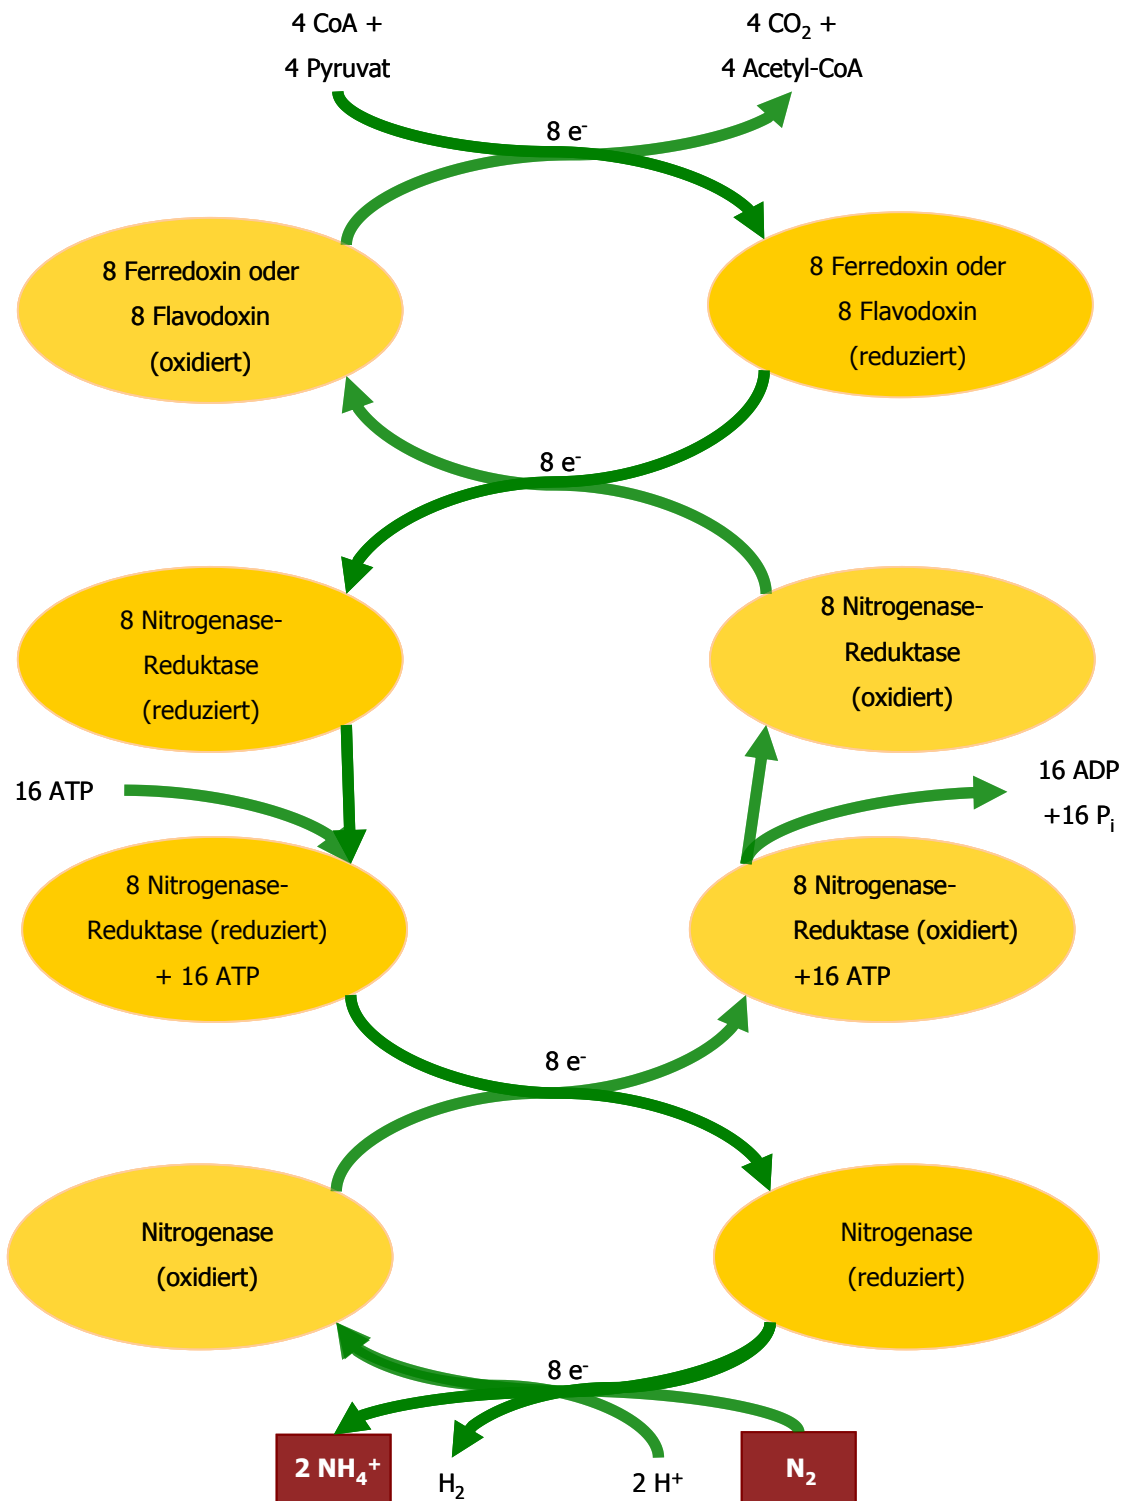 4 CoA +
4 Pyruvat
4 CO₂ +
4 Acetyl-CoA
8 e⁻
8 Ferredoxin oder
8 Flavodoxin
(oxidiert)
8 Ferredoxin oder
8 Flavodoxin
(reduziert)
8 e⁻
8 Nitrogenase-
Reduktase
(reduziert)
8 Nitrogenase-
Reduktase
(oxidiert)
16 ATP
16 ADP
+16 Pᵢ
8 Nitrogenase-
Reduktase (reduziert)
+ 16 ATP
8 Nitrogenase-
Reduktase (oxidiert)
+16 ATP
8 e⁻
Nitrogenase
(oxidiert)
Nitrogenase
(reduziert)
8 e⁻
2 NH₄⁺
H₂
2 H⁺
N₂